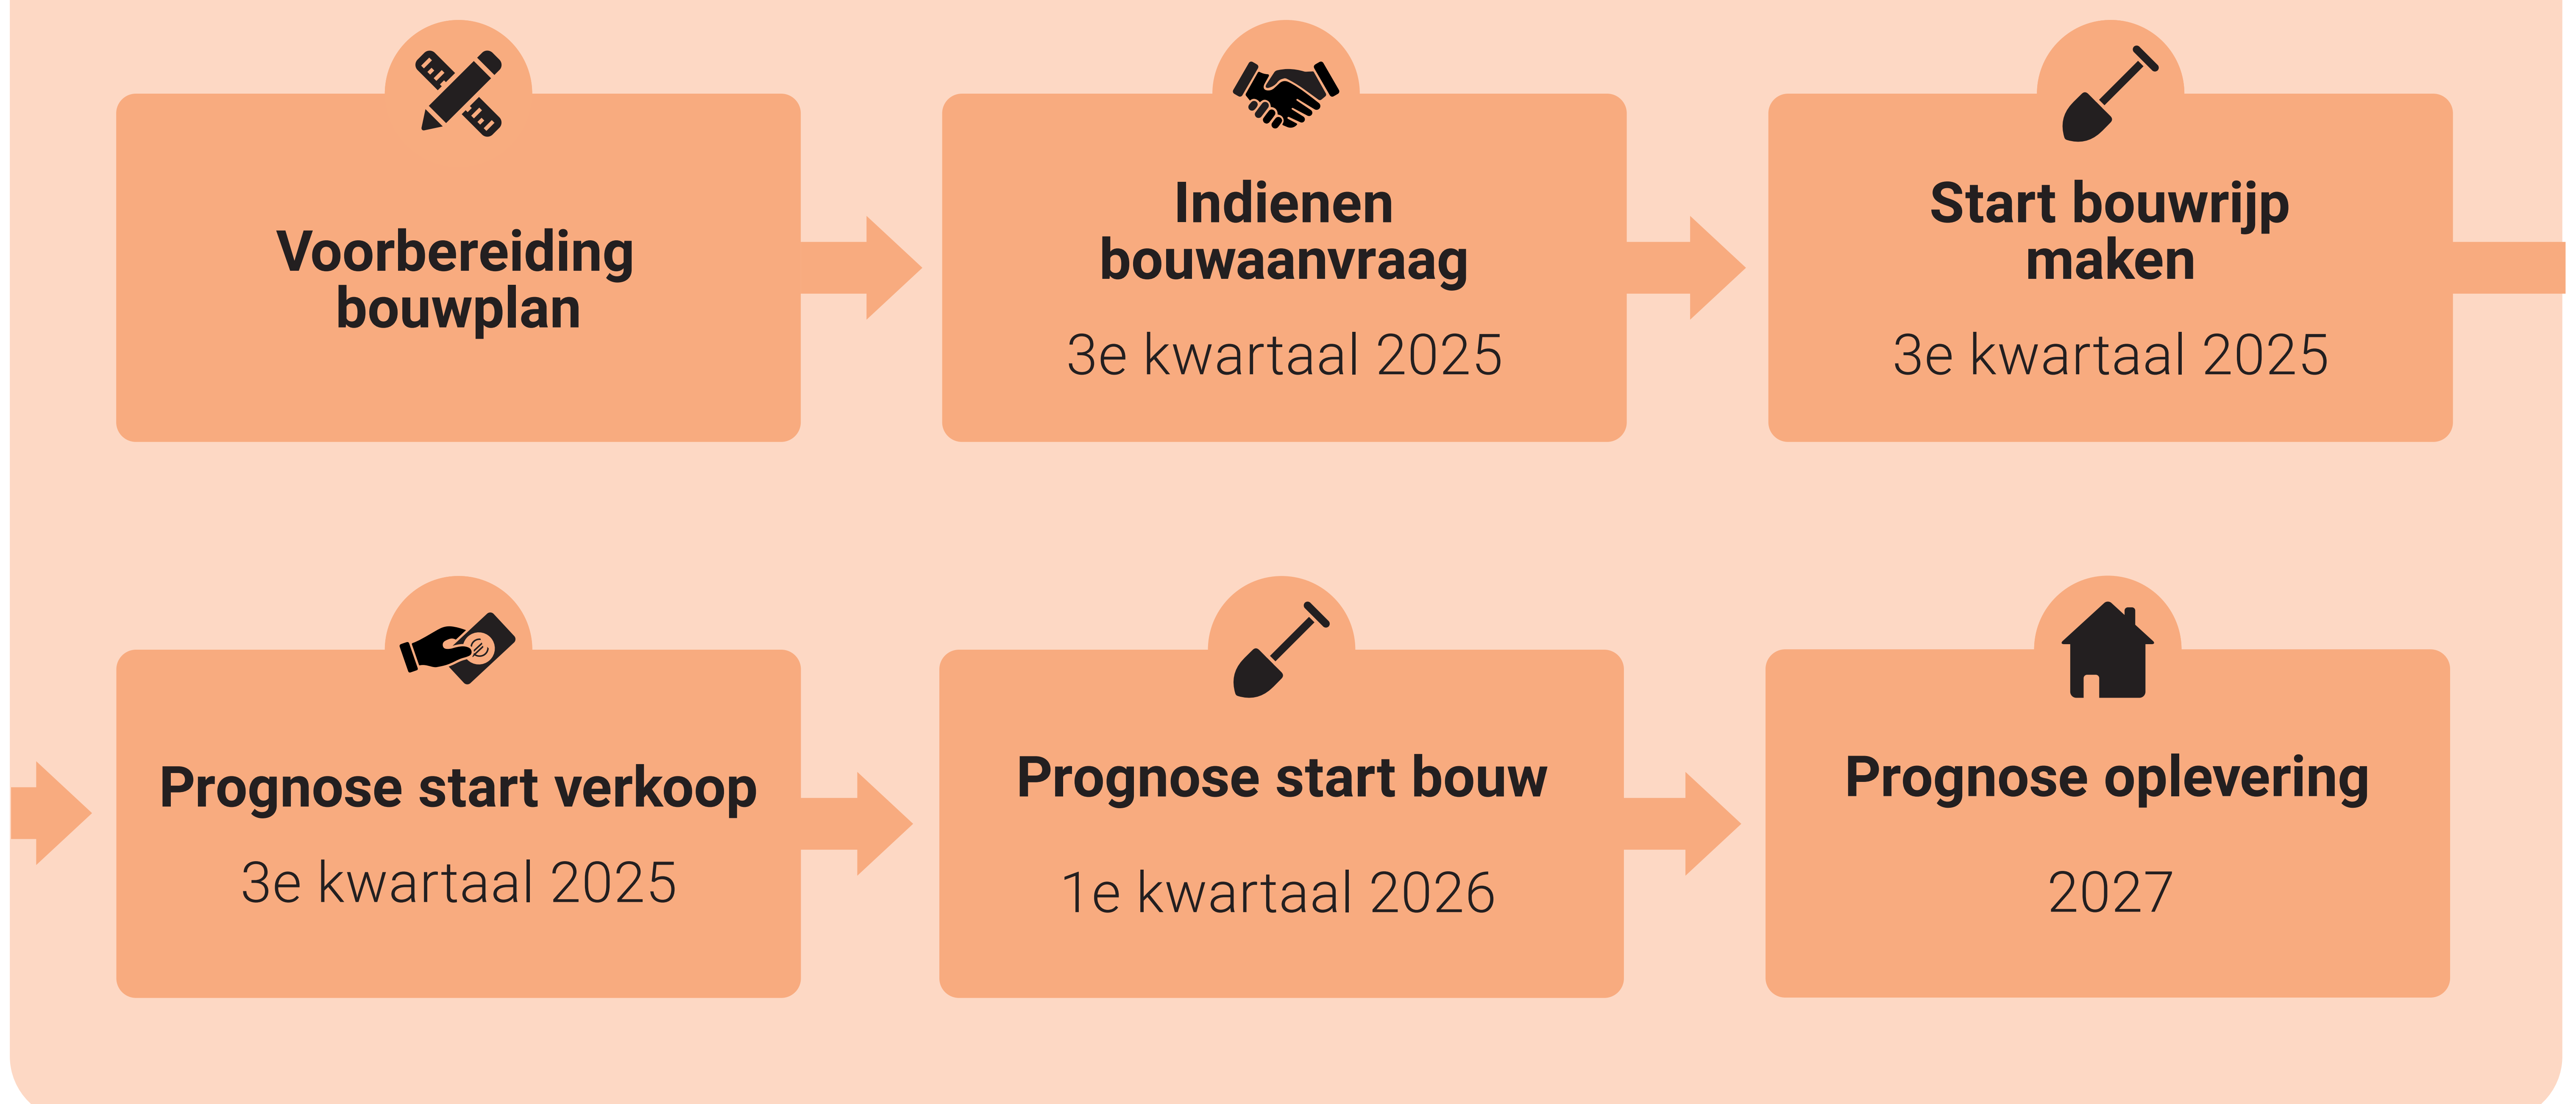 Voorbereiding
bouwplan
Indienen
bouwaanvraag
3e kwartaal 2025
Start bouwrijp
maken
3e kwartaal 2025
Prognose start verkoop
3e kwartaal 2025
Prognose start bouw
1e kwartaal 2026
Prognose oplevering
2027